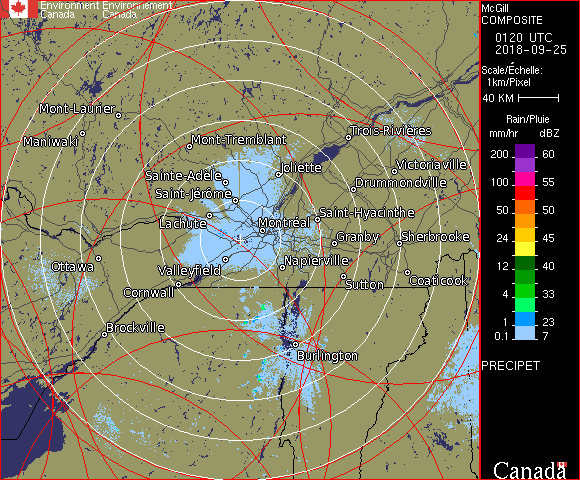 Environment Environnement
Canada Canada
McGill
COMPOSITE
0120 UTC
2018-09-25
Scale/Échelle:
1km/Pixel
40 KM
Rain/Pluie
mm/hr dBZ
200 60
100 55
50 50
24 45
12 40
4 33
1 23
0.1 7
PRECIPET
Canada
Mont-Laurier
Maniwaki
Mont-Tremblant
Trois-Rivières
Sainte-Adèle
Joliette
Victoriaville
Saint-Jérôme
Drummondville
Lachute
Montréal
Saint-Hyacinthe
Granby
Sherbrooke
Ottawa
Valleyfield
Napierville
Cornwall
Sutton
Coaticook
Brockville
Burlington